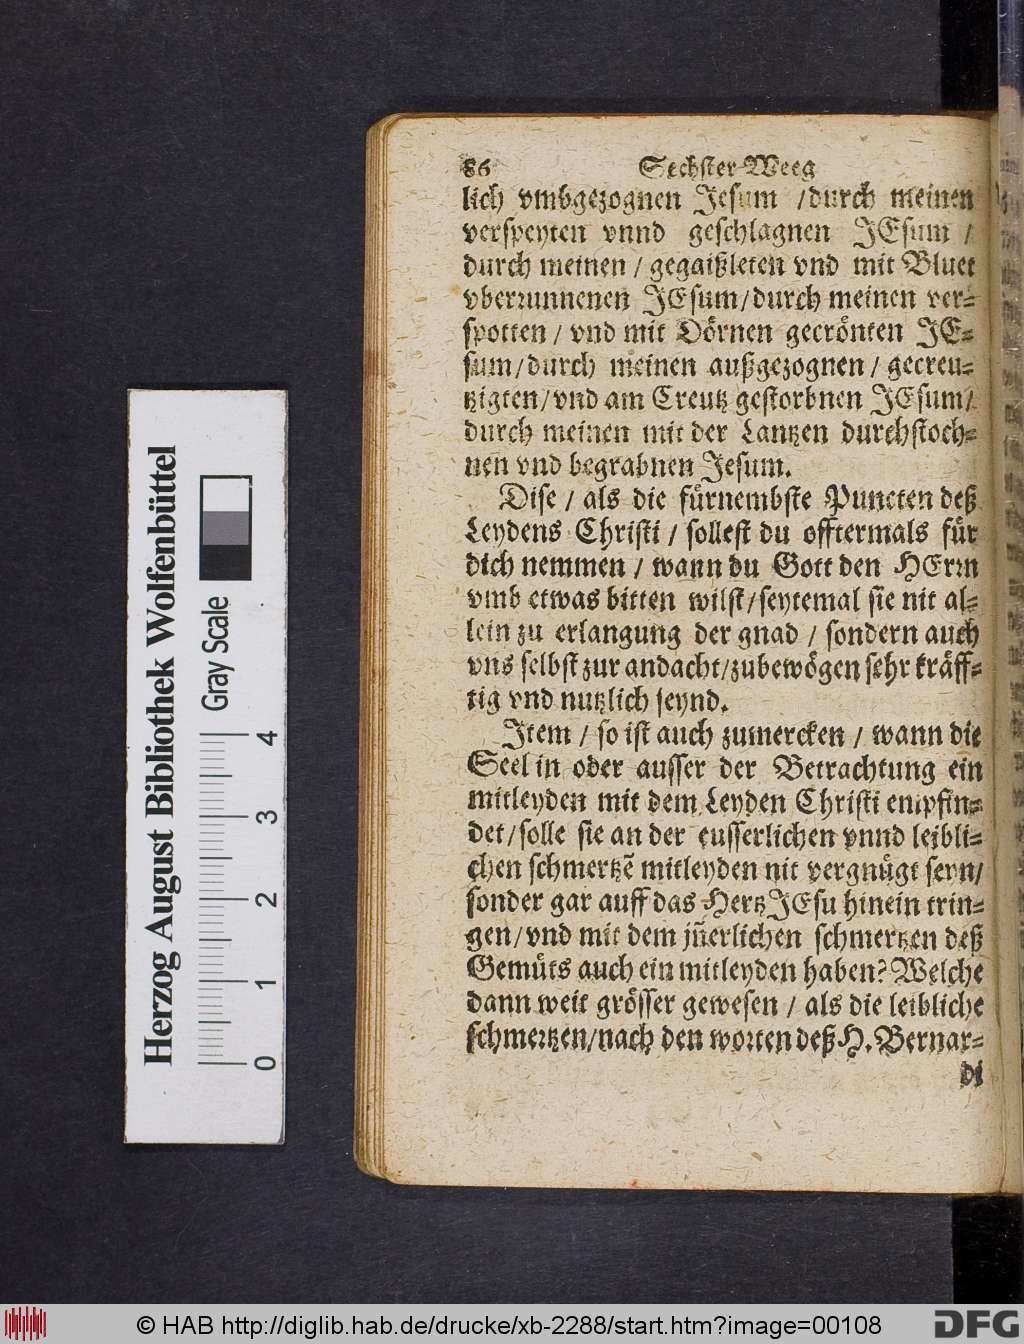 86 Sechster Weeg
lich vmbgezognen Jesum /durch meinen
verspeyten vnnd geschlagnen JEsum /
durch meinen / gegaißleten vnd mit Bluet
vberrunnenen JEsum/durch meinen ver⸗
spotten / vnd mit Dörnen gecrönten JE⸗
sum/durch meinen außgezognen / gecreu⸗
tzigten/vnd am Creutz gestorbnen JEsum/
durch meinen mit der Lantzen durchstoch⸗
nen vnd begrabnen Jesum.
Dise / als die fürnembste Puncten deß
Leydens Christi / sollest du offtermals für
dich nemmen / wann du Gott den HErrn
vmb etwas bitten wilst/seytemal sie nit al⸗
lein zu erlangung der gnad / sondern auch
vns selbst zur andacht/zubewögen sehr kräff⸗
tig vnd nutzlich seynd.
Jtem / so ist auch zumercken / wann die
Seel in oder ausser der Betrachtung ein
mitleyden mit dem Leyden Christi empfin⸗
det/solle sie an der eusserlichen vnnd leibli⸗
chen schmertzẽ mitleyden nit vergnügt seyn/
sonder gar auff das Hertz JEsu hinein trin⸗
gen/vnd mit dem jñerlichen schmertzen deß
Gemüts auch ein mitleyden haben? Welche
dann weit grösser gewesen / als die leibliche
schmertzen/nach den worten deß H. Bernar⸗
di
Herzog August Bibliothek Wolfenbüttel
Gray Scale
0 1 2 3 4
© HAB http://diglib.hab.de/drucke/xb-2288/start.htm?image=00108
DFG